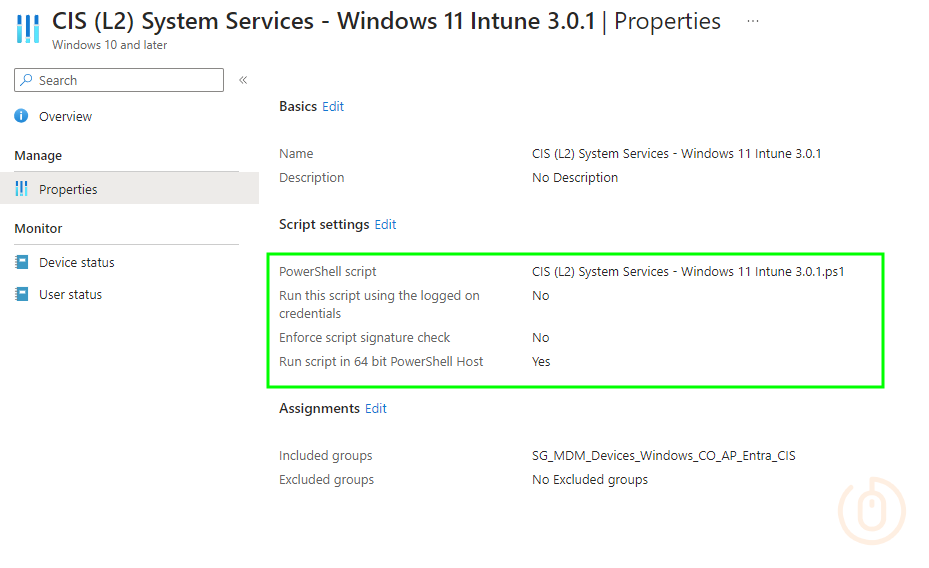 CIS (L2) System Services - Windows 11 Intune 3.0.1 | Properties ...
Windows 10 and later
Search «
Overview
Manage
Properties
Monitor
Device status
User status
Basics Edit
Name CIS (L2) System Services - Windows 11 Intune 3.0.1
Description No Description
Script settings Edit
PowerShell script CIS (L2) System Services - Windows 11 Intune 3.0.1.ps1
Run this script using the logged on No
credentials
Enforce script signature check No
Run script in 64 bit PowerShell Host Yes
Assignments Edit
Included groups SG_MDM_Devices_Windows_CO_AP_Entra_CIS
Excluded groups No Excluded groups